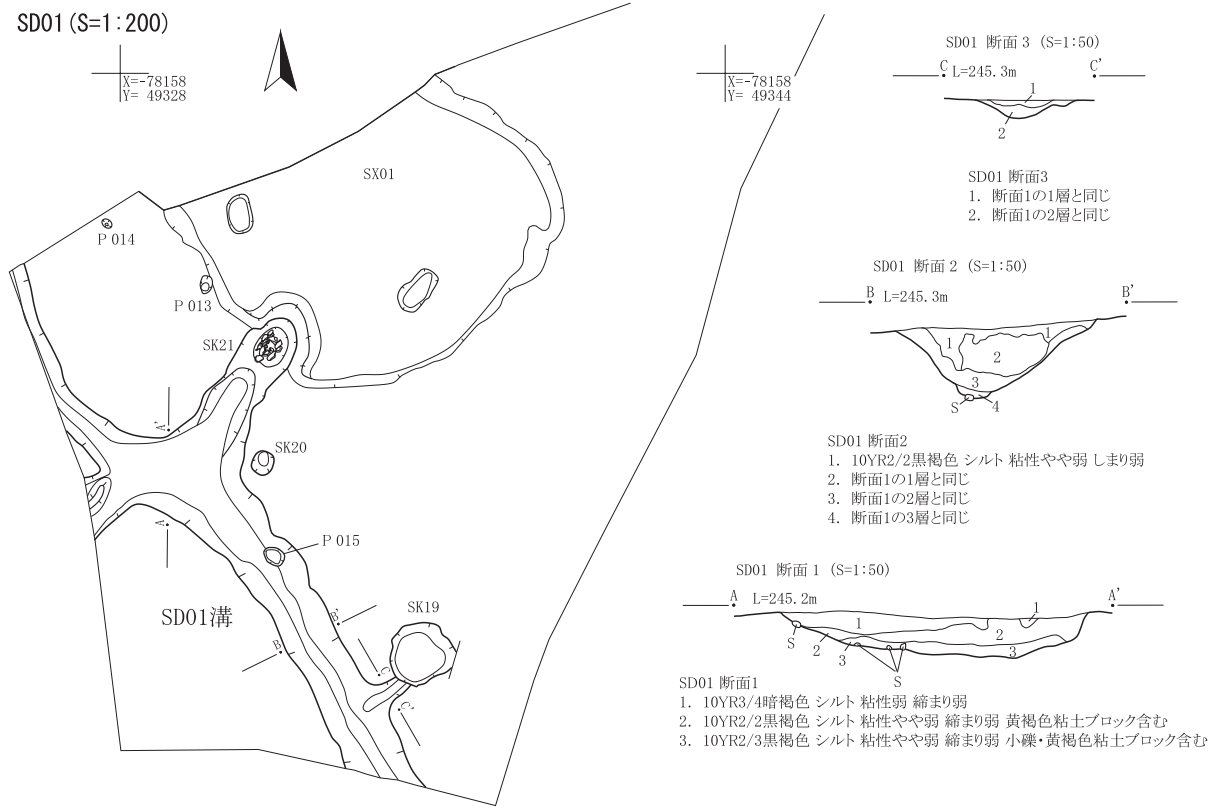 SD01(S=1:200)
X=-78158
Y= 49328
X=-78158
Y= 49344
SX01
P 014
P 013
SK21
A'
SK20
A
P 015
SD01溝
B'
B
SK19
C
C'
SD01 断面 3 (S=1:50)
C
L=245.3m
C'
1
2
SD01 断面3
1. 断面1の1層と同じ
2. 断面1の2層と同じ
SD01 断面 2 (S=1:50)
B
L=245.3m
B'
1
1
2
3
S
4
SD01 断面2
1. 10YR2/2黒褐色 シルト 粘性やや弱 しまり弱
2. 断面1の1層と同じ
3. 断面1の2層と同じ
4. 断面1の3層と同じ
SD01 断面 1 (S=1:50)
A
L=245.2m
A'
1
1
2
S
2
3
3
S
SD01 断面1
1. 10YR3/4暗褐色 シルト 粘性弱 締まり弱
2. 10YR2/2黒褐色 シルト 粘性やや弱 締まり弱 黄褐色粘土ブロック含む
3. 10YR2/3黒褐色 シルト 粘性やや弱 締まり弱 小礫・黄褐色粘土ブロック含む